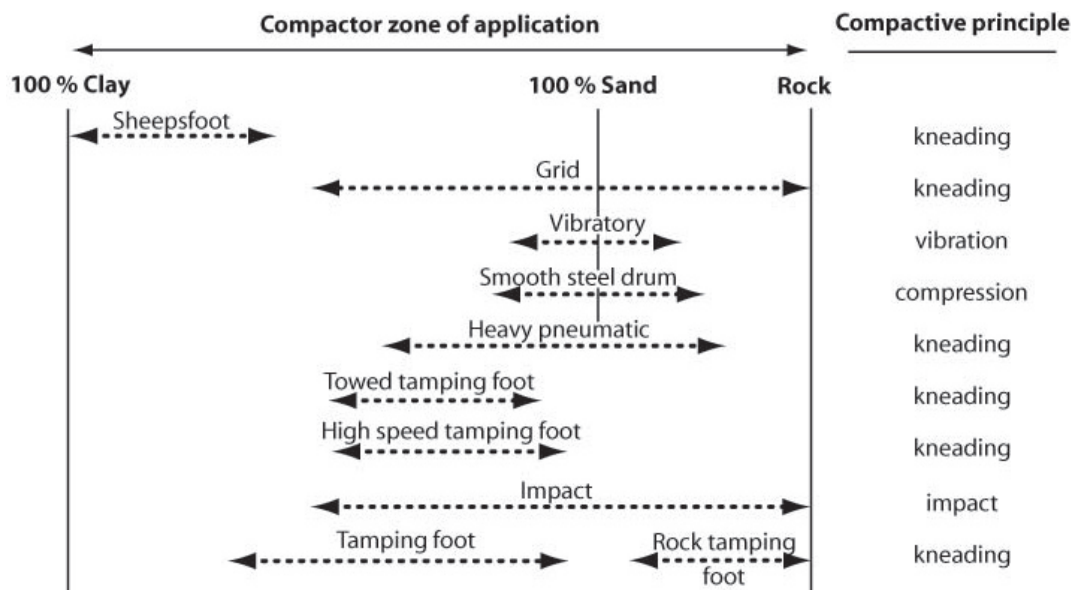 Compactor zone of application
Compactive principle
100 % Clay
100 % Sand
Rock
Sheepsfoot
kneading
Grid
kneading
Vibratory
vibration
Smooth steel drum
compression
Heavy pneumatic
kneading
Towed tamping foot
kneading
High speed tamping foot
kneading
Impact
impact
Tamping foot
Rock tamping
foot
kneading